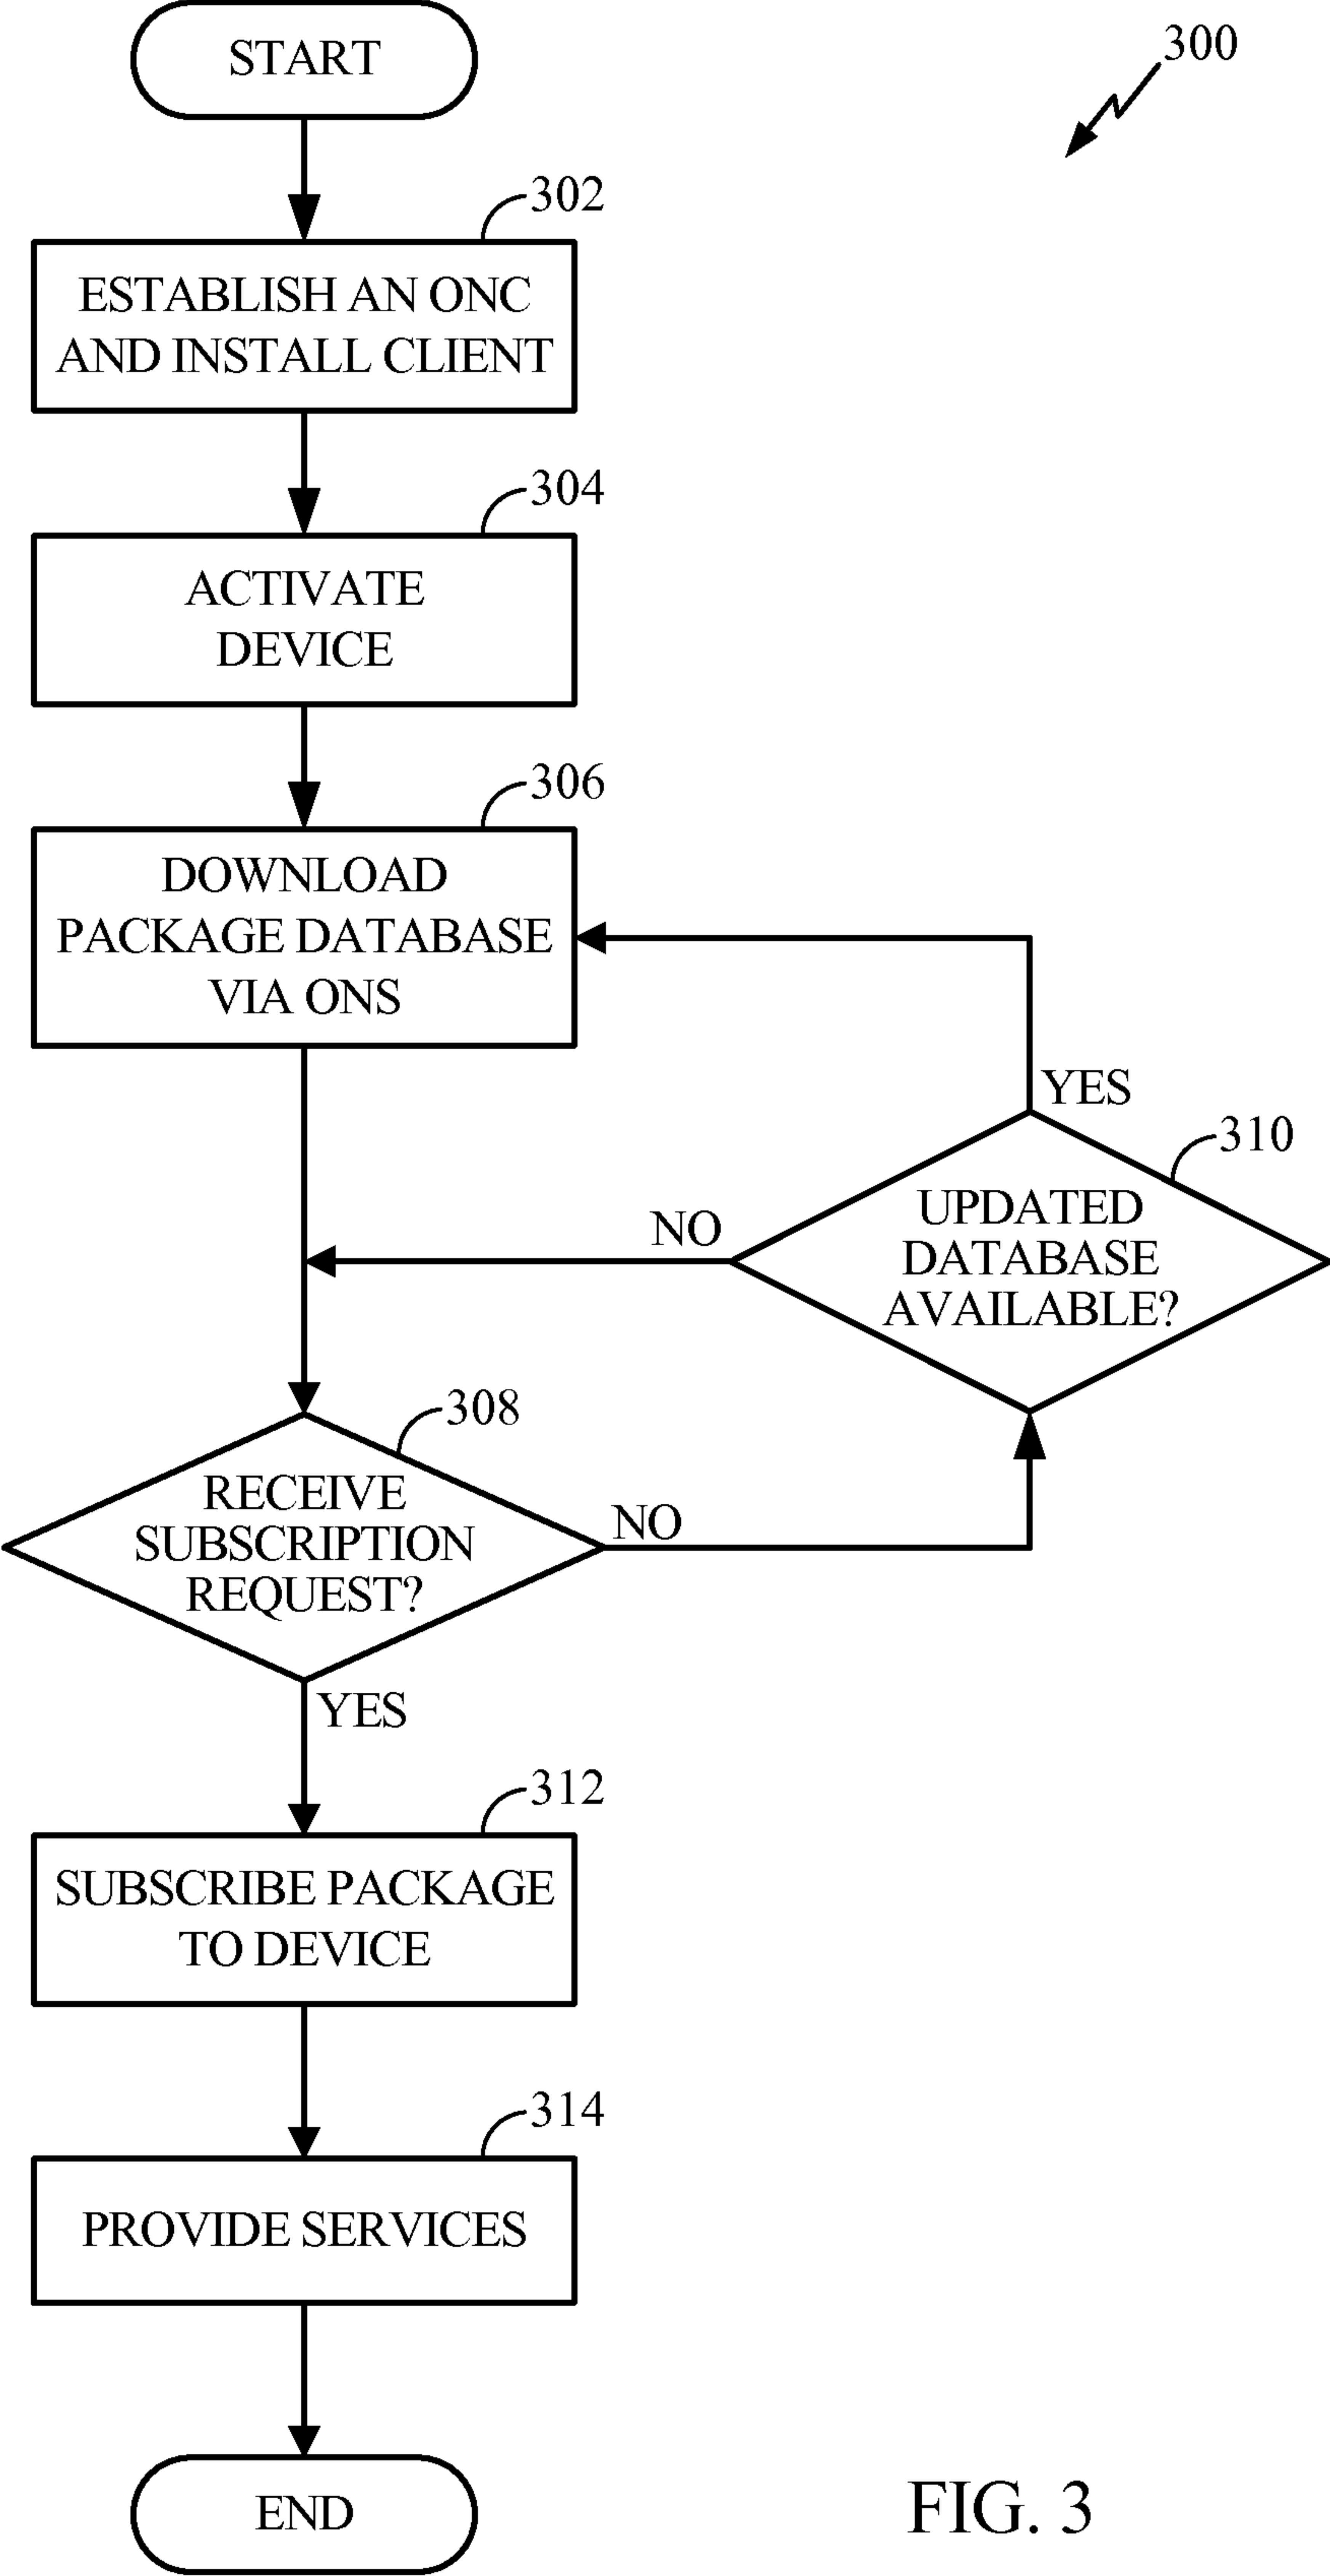 START
300
302
ESTABLISH AN ONC
AND INSTALL CLIENT
304
ACTIVATE
DEVICE
306
DOWNLOAD
PACKAGE DATABASE
VIA ONS
YES
310
UPDATED
DATABASE
AVAILABLE?
NO
308
RECEIVE
SUBSCRIPTION
REQUEST?
NO
YES
312
SUBSCRIBE PACKAGE
TO DEVICE
314
PROVIDE SERVICES
END
FIG. 3